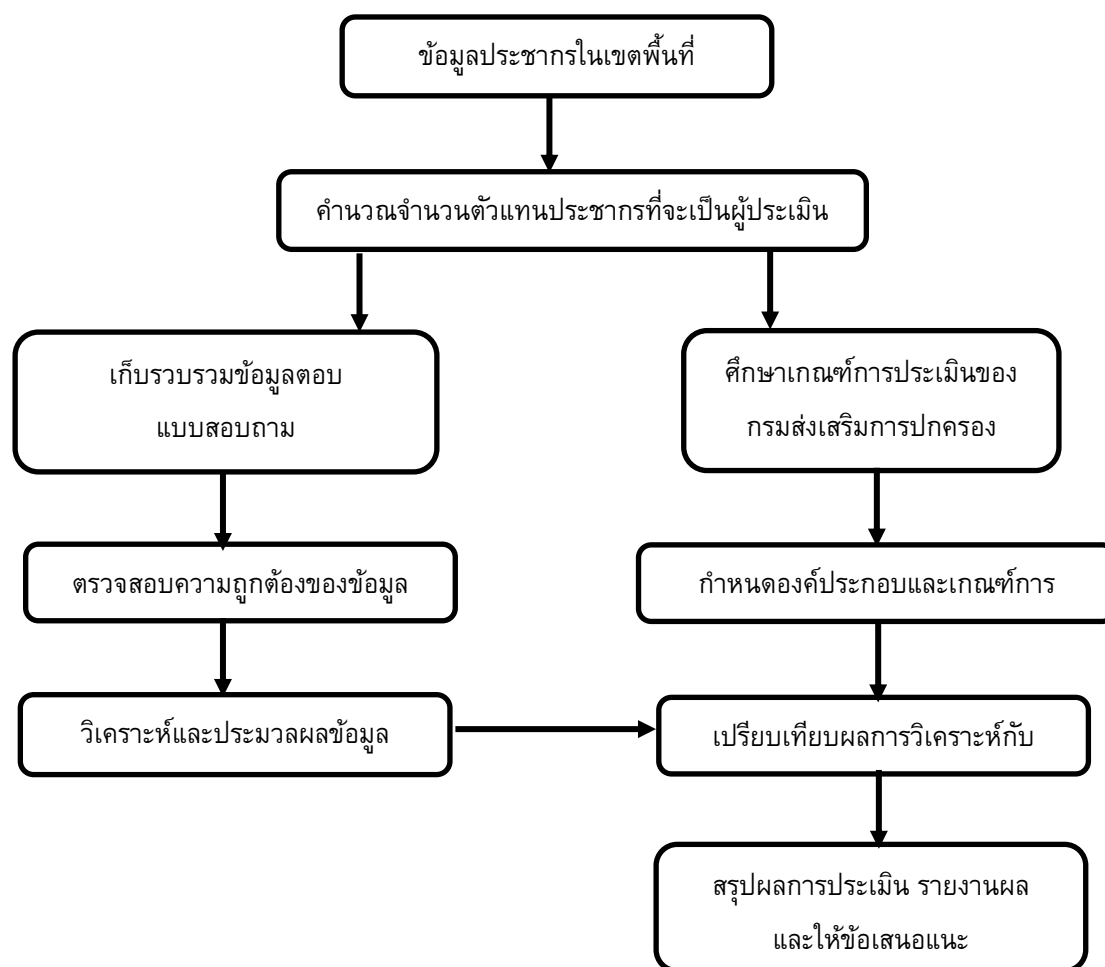 ข้อมูลประชากรในเขตพื้นที่
คำนวณจำนวนตัวแทนประชากรที่จะเป็นผู้ประเมิน
เก็บรวบรวมข้อมูลตอบ
แบบสอบถาม
ศึกษาเกณฑ์การประเมินของ
กรมส่งเสริมการปกครอง
ตรวจสอบความถูกต้องของข้อมูล
กำหนดองค์ประกอบและเกณฑ์การ
วิเคราะห์และประมวลผลข้อมูล
เปรียบเทียบผลการวิเคราะห์กับ
สรุปผลการประเมิน รายงานผล
และให้ข้อเสนอแนะ